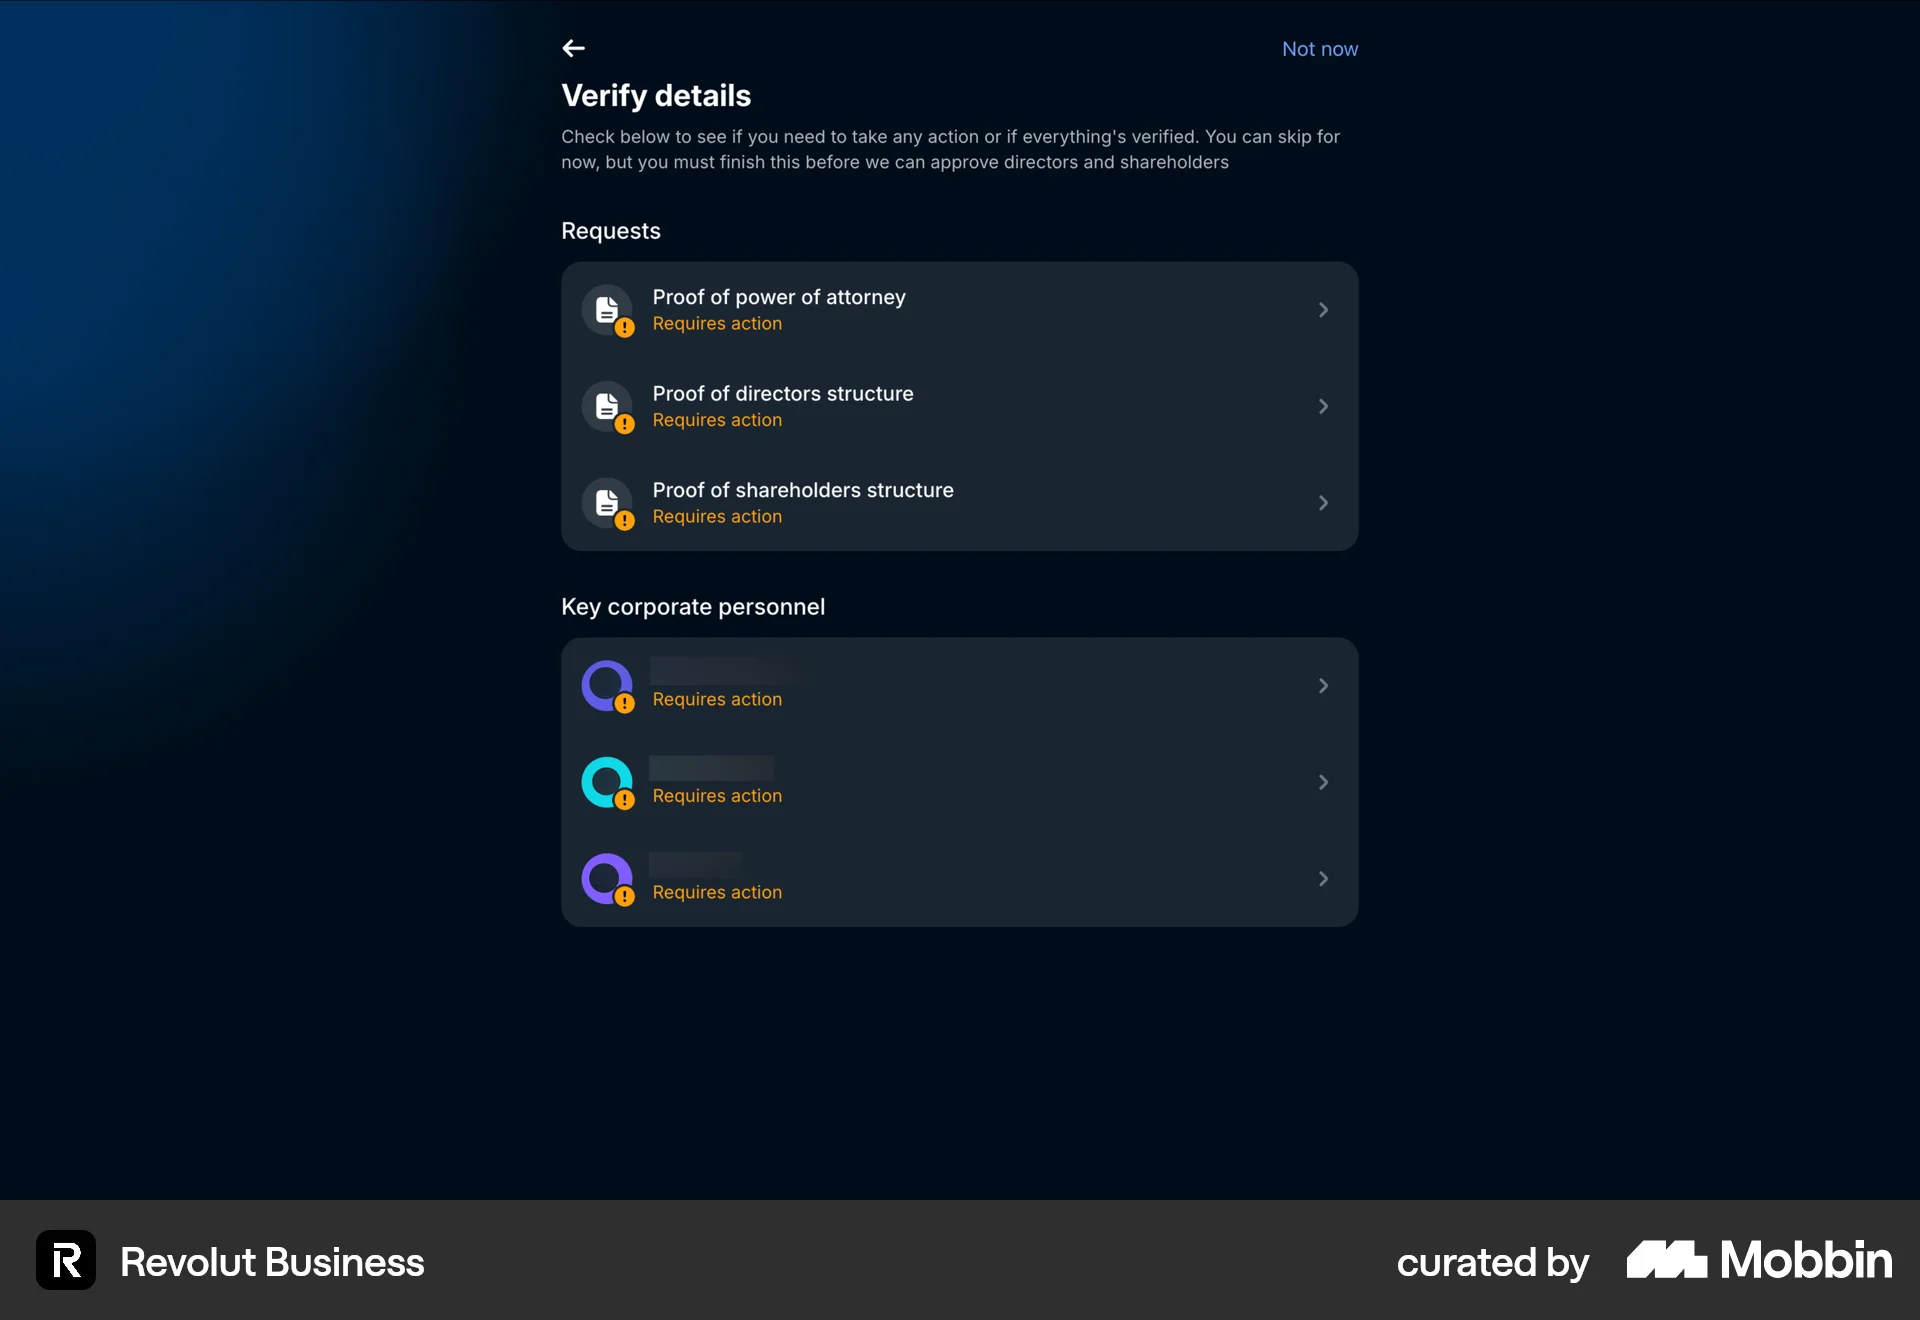 Not now
Verify details
Check below to see if you need to take any action or if everything's verified. You can skip for
now, but you must finish this before we can approve directors and shareholders
Requests
Proof of power of attorney
Requires action
Proof of directors structure
Requires action
Proof of shareholders structure
Requires action
Key corporate personnel
Requires action
Requires action
Requires action
Revolut Business
curated by Mobbin